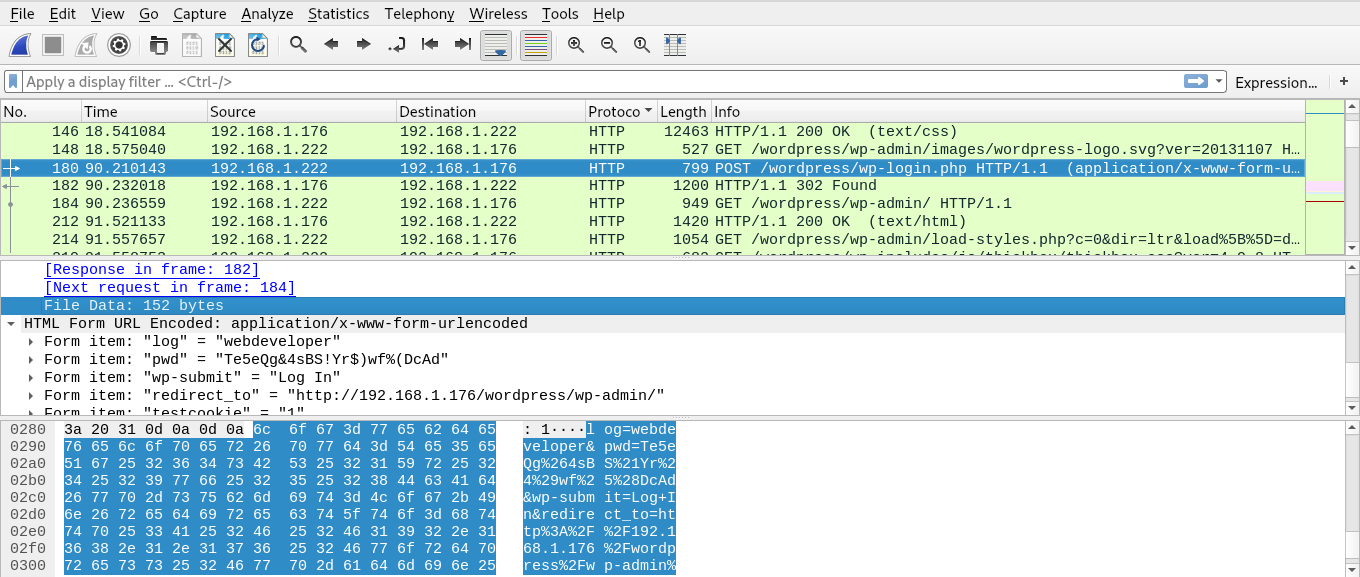 File Edit View Go Capture Analyze Statistics Telephony Wireless Tools Help
Apply a display filter ... <Ctrl-/> Expression... +
No. Time Source Destination Protoco Length Info
146 18.541084 192.168.1.176 192.168.1.222 HTTP 12463 HTTP/1.1 200 OK (text/css)
148 18.575040 192.168.1.222 192.168.1.176 HTTP 527 GET /wordpress/wp-admin/images/wordpress-logo.svg?ver=20131107 H…
180 90.210143 192.168.1.222 192.168.1.176 HTTP 799 POST /wordpress/wp-login.php HTTP/1.1 (application/x-www-form-u…
182 90.232018 192.168.1.176 192.168.1.222 HTTP 1200 HTTP/1.1 302 Found
184 90.236559 192.168.1.222 192.168.1.176 HTTP 949 GET /wordpress/wp-admin/ HTTP/1.1
212 91.521133 192.168.1.176 192.168.1.222 HTTP 1420 HTTP/1.1 200 OK (text/html)
214 91.557657 192.168.1.222 192.168.1.176 HTTP 1054 GET /wordpress/wp-admin/load-styles.php?c=0&dir=ltr&load%5B%5D=d…
[Response in frame: 182]
[Next request in frame: 184]
File Data: 152 bytes
HTML Form URL Encoded: application/x-www-form-urlencoded
Form item: "log" = "webdeveloper"
Form item: "pwd" = "Te5eQg&4sBS!Yr$)wf%(DcAd"
Form item: "wp-submit" = "Log In"
Form item: "redirect_to" = "http://192.168.1.176/wordpress/wp-admin/"
Form item: "testcookie" = "1"
0280 3a 20 31 0d 0a 0d 0a 6c 6f 67 3d 77 65 62 64 65 : 1····l og=webde
0290 76 65 6c 6f 70 65 72 26 70 77 64 3d 54 65 35 65 veloper& pwd=Te5e
02a0 51 67 25 32 36 34 73 42 53 25 32 31 59 72 25 32 Qg%264sB S%21Yr%2
02b0 34 25 32 39 77 66 25 32 35 25 32 38 44 63 41 64 4%29wf%2 5%28DcAd
02c0 26 77 70 2d 73 75 62 6d 69 74 3d 4c 6f 67 2b 49 &wp-subm it=Log+I
02d0 6e 26 72 65 64 69 72 65 63 74 5f 74 6f 3d 68 74 n&redire ct_to=ht
02e0 74 70 25 33 41 25 32 46 25 32 46 31 39 32 2e 31 tp%3A%2F %2F192.1
02f0 36 38 2e 31 2e 31 37 36 25 32 46 77 6f 72 64 70 68.1.176 %2Fwordp
0300 72 65 73 73 25 32 46 77 70 2d 61 64 6d 69 6e 25 ress%2Fw p-admin%